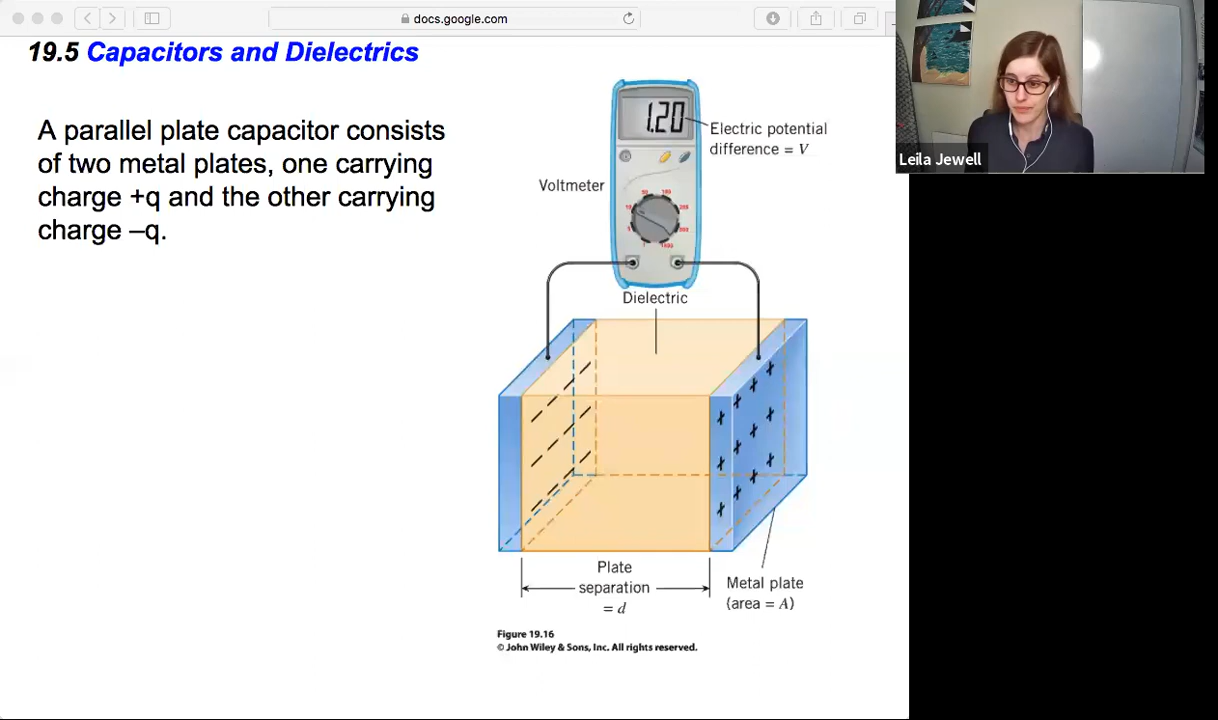 docs.google.com
19.5 Capacitors and Dielectrics
A parallel plate capacitor consists
of two metal plates, one carrying
charge +q and the other carrying
charge –q.
1.20
Electric potential
difference = V
Voltmeter
Dielectric
Plate
separation
= d
Metal plate
(area = A)
Figure 19.16
© John Wiley & Sons, Inc. All rights reserved.
Leila Jewell